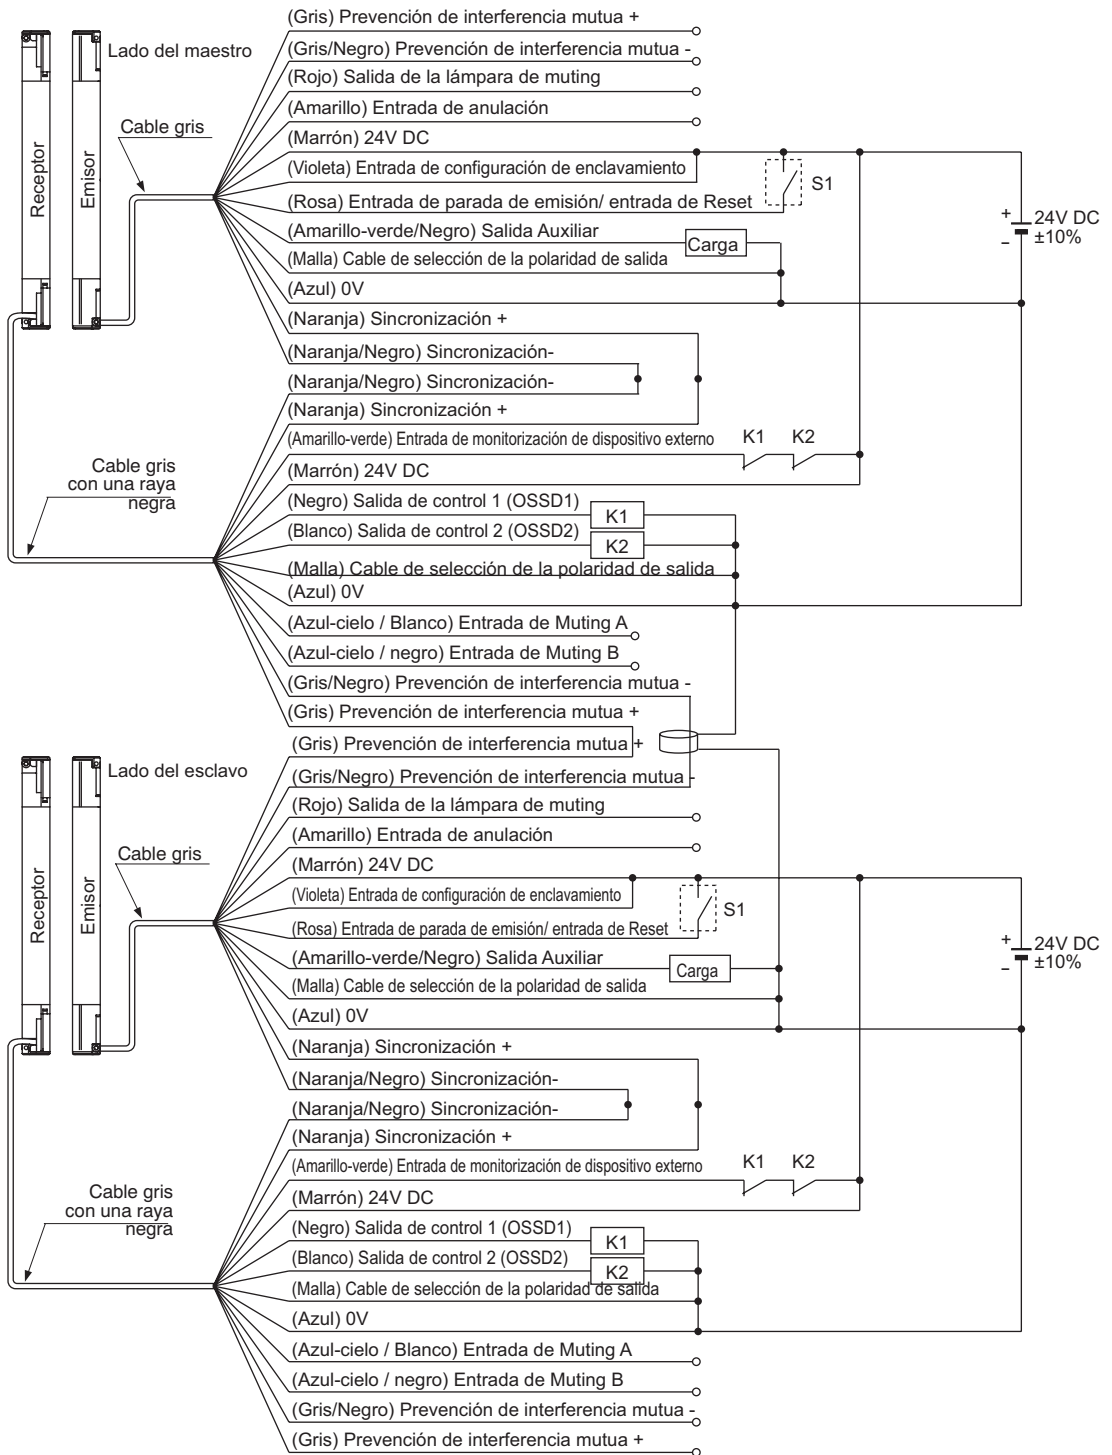 (Gris) Prevención de interferencia mutua +
Lado del maestro
(Gris/Negro) Prevención de interferencia mutua -
(Rojo) Salida de la lámpara de muting
(Amarillo) Entrada de anulación
Cable gris
(Marrón) 24V DC
(Violeta) Entrada de configuración de enclavamiento
S1
Receptor
Emisor
(Rosa) Entrada de parada de emisión/ entrada de Reset
+
24V DC
±10%
−
(Amarillo-verde/Negro) Salida Auxiliar
Carga
(Malla) Cable de selección de la polaridad de salida
(Azul) 0V
(Naranja) Sincronización +
(Naranja/Negro) Sincronización-
(Naranja/Negro) Sincronización-
(Naranja) Sincronización +
(Amarillo-verde) Entrada de monitorización de dispositivo externo
K1
K2
Cable gris
con una raya
negra
(Marrón) 24V DC
(Negro) Salida de control 1 (OSSD1)
K1
(Blanco) Salida de control 2 (OSSD2)
K2
(Malla) Cable de selección de la polaridad de salida
(Azul) 0V
(Azul-cielo / Blanco) Entrada de Muting A
(Azul-cielo / negro) Entrada de Muting B
(Gris/Negro) Prevención de interferencia mutua -
(Gris) Prevención de interferencia mutua +
(Gris) Prevención de interferencia mutua +
Lado del esclavo
(Gris/Negro) Prevención de interferencia mutua -
(Rojo) Salida de la lámpara de muting
(Amarillo) Entrada de anulación
Cable gris
(Marrón) 24V DC
(Violeta) Entrada de configuración de enclavamiento
S1
Receptor
Emisor
(Rosa) Entrada de parada de emisión/ entrada de Reset
+
24V DC
±10%
−
(Amarillo-verde/Negro) Salida Auxiliar
Carga
(Malla) Cable de selección de la polaridad de salida
(Azul) 0V
(Naranja) Sincronización +
(Naranja/Negro) Sincronización-
(Naranja/Negro) Sincronización-
(Naranja) Sincronización +
(Amarillo-verde) Entrada de monitorización de dispositivo externo
K1
K2
Cable gris
con una raya
negra
(Marrón) 24V DC
(Negro) Salida de control 1 (OSSD1)
K1
(Blanco) Salida de control 2 (OSSD2)
K2
(Malla) Cable de selección de la polaridad de salida
(Azul) 0V
(Azul-cielo / Blanco) Entrada de Muting A
(Azul-cielo / negro) Entrada de Muting B
(Gris/Negro) Prevención de interferencia mutua -
(Gris) Prevención de interferencia mutua +